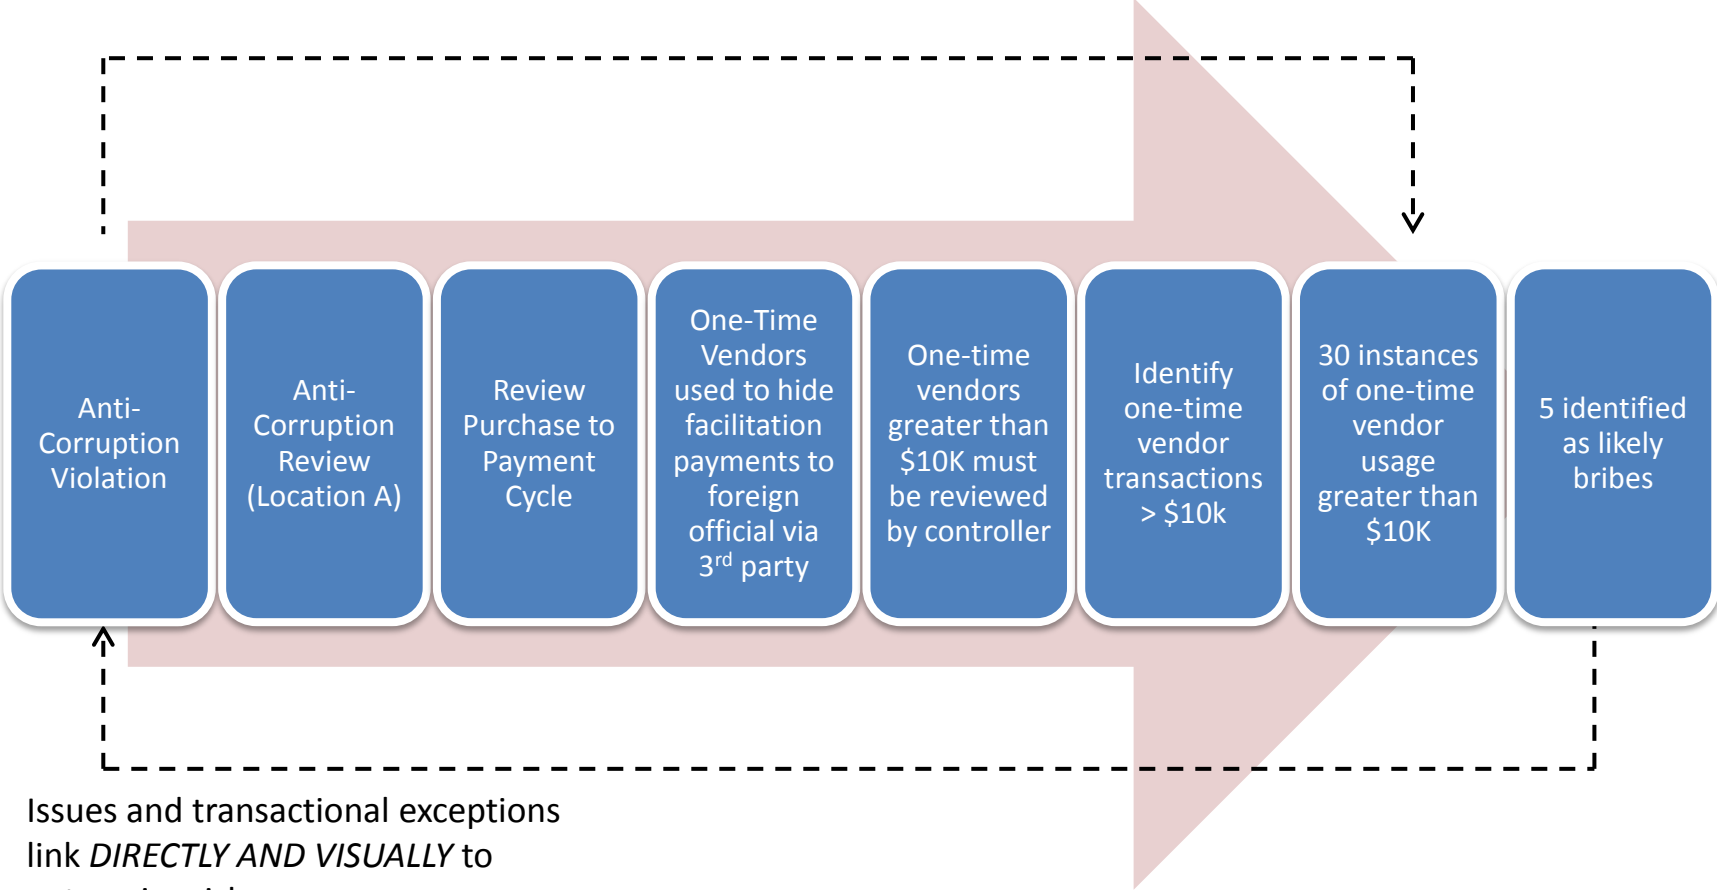 Anti-
Corruption
Violation
Anti-
Corruption
Review
(Location A)
Review
Purchase to
Payment
Cycle
One-Time
Vendors
used to hide
facilitation
payments to
foreign
official via
3rd party
One-time
vendors
greater than
$10K must
be reviewed
by controller
Identify
one-time
vendor
transactions
> $10k
30 instances
of one-time
vendor
usage
greater than
$10K
5 identified
as likely
bribes
Issues and transactional exceptions
link DIRECTLY AND VISUALLY to